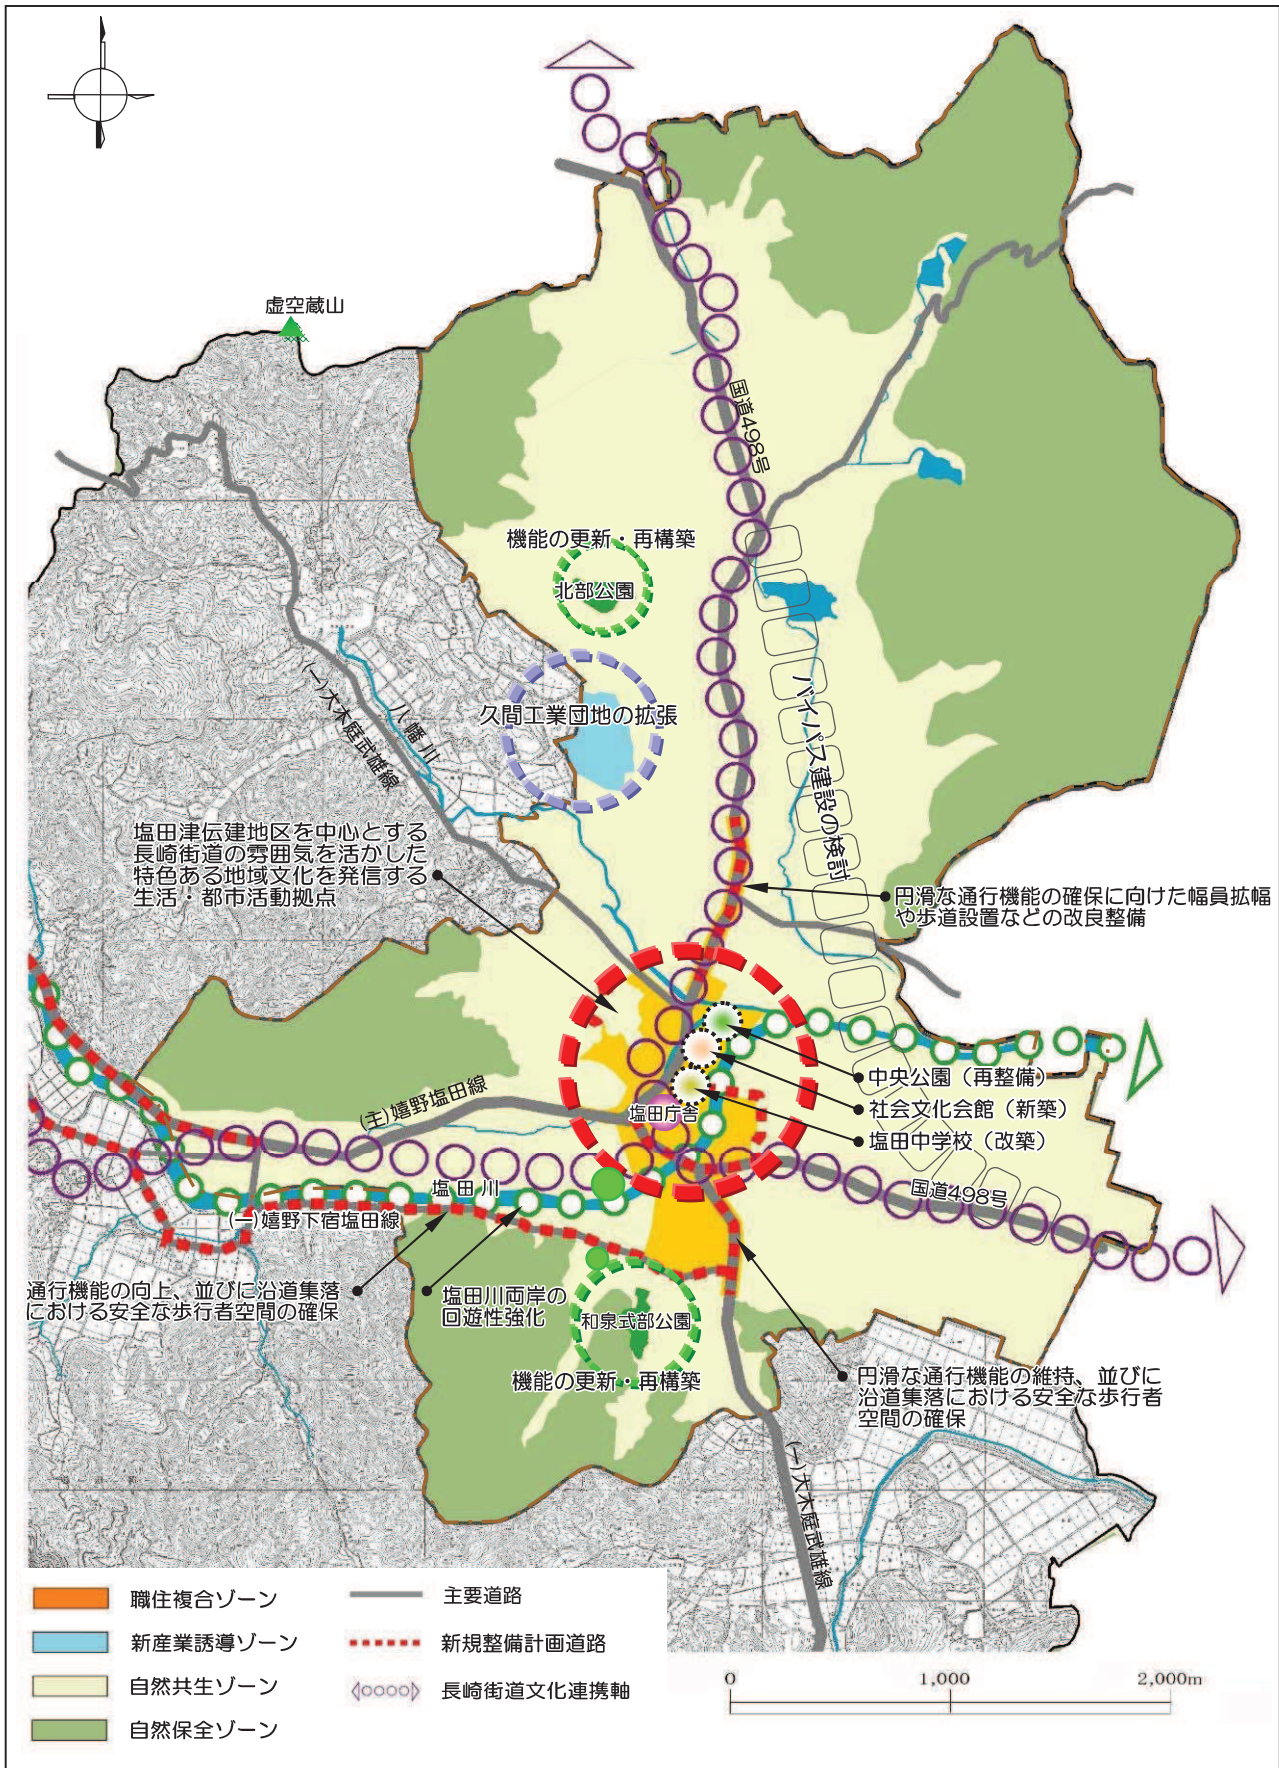 虚空蔵山
国道498号
機能の更新・再構築
北部公園
久間工業団地の拡張
八幡川
(一)大木庭武雄線
バイパス建設の検討
塩田津伝建地区を中心とする
長崎街道の雰囲気を活かした
特色ある地域文化を発信する
生活・都市活動拠点
円滑な通行機能の確保に向けた幅員拡幅
や歩道設置などの改良整備
中央公園（再整備）
社会文化会館（新築）
塩田中学校（改築）
(主)嬉野塩田線
塩田庁舎
塩田川
国道498号
(一)嬉野下宿塩田線
通行機能の向上、並びに沿道集落
における安全な歩行者空間の確保
塩田川両岸の
回遊性強化
和泉式部公園
機能の更新・再構築
円滑な通行機能の維持、並びに
沿道集落における安全な歩行者
空間の確保
(一)大木庭武雄線
職住複合ゾーン
新産業誘導ゾーン
自然共生ゾーン
自然保全ゾーン
主要道路
新規整備計画道路
長崎街道文化連携軸
0 1,000 2,000m